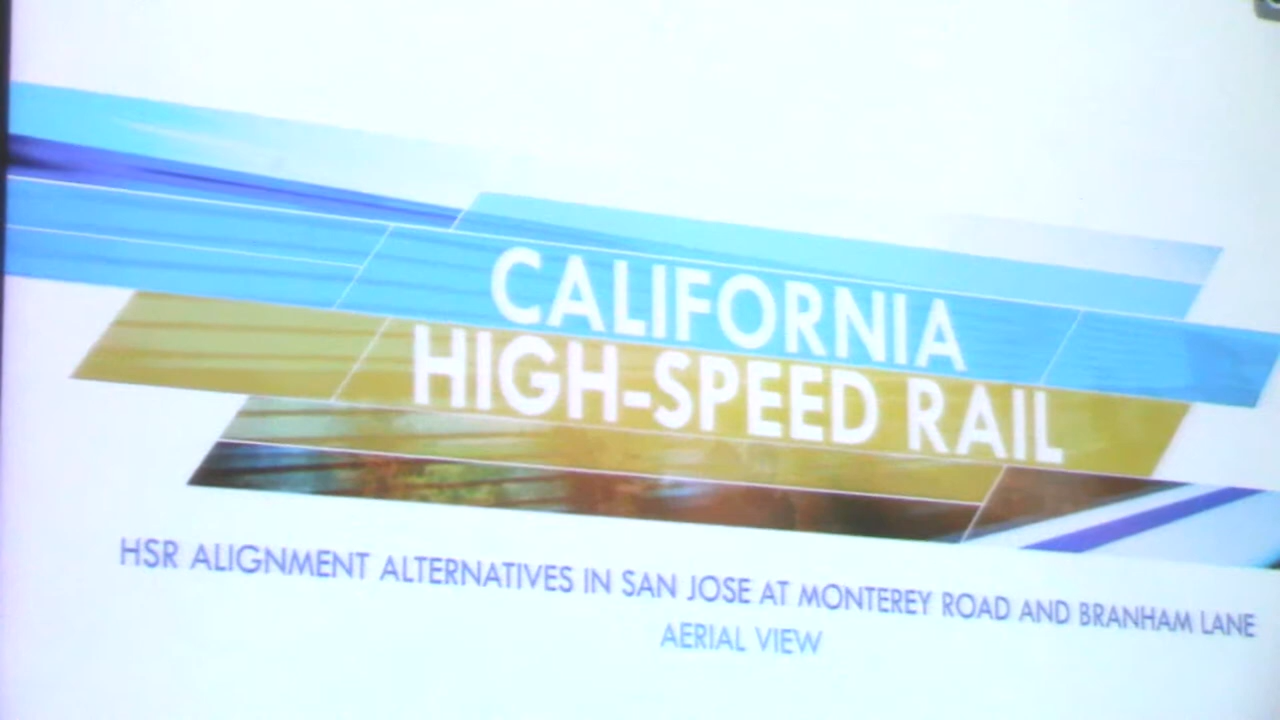 CALIFORNIA
HIGH-SPEED RAIL
HSR ALIGNMENT ALTERNATIVES IN SAN JOSE AT MONTEREY ROAD AND BRANHAM LANE
AERIAL VIEW